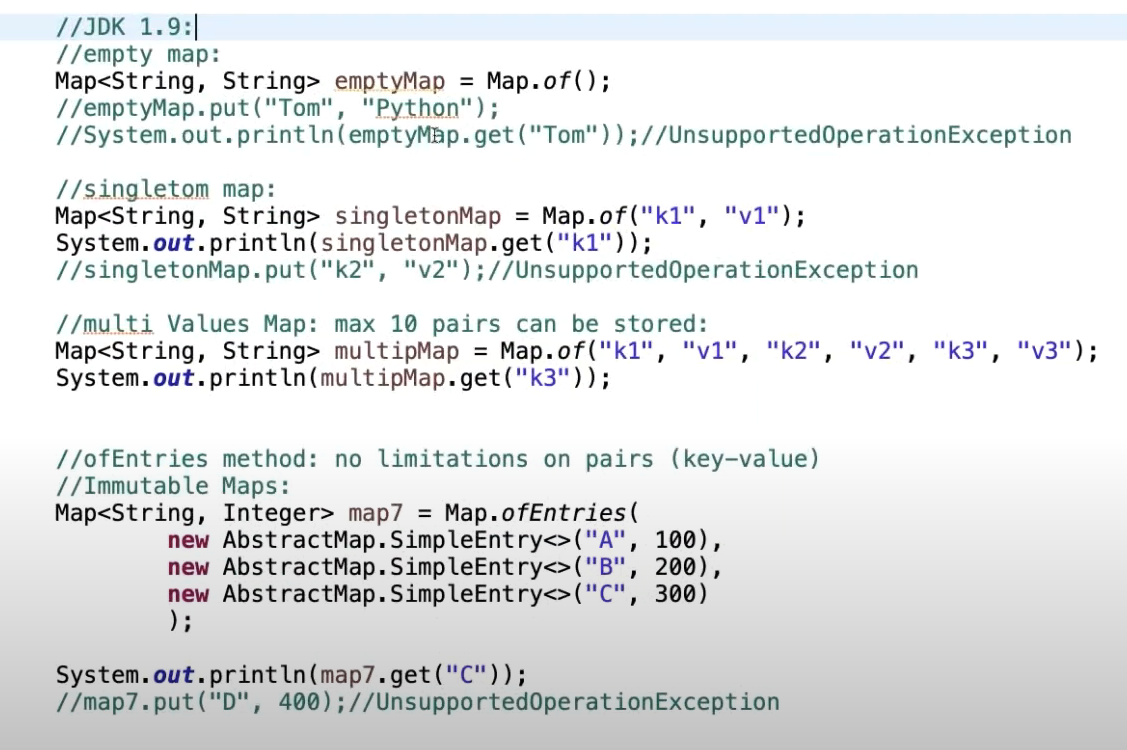 //JDK 1.9:
//empty map:
Map<String, String> emptyMap = Map.of();
//emptyMap.put("Tom", "Python");
//System.out.println(emptyMap.get("Tom"));//UnsupportedOperationException
//singletom map:
Map<String, String> singletonMap = Map.of("k1", "v1");
System.out.println(singletonMap.get("k1"));
//singletonMap.put("k2", "v2");//UnsupportedOperationException
//multi Values Map: max 10 pairs can be stored:
Map<String, String> multipMap = Map.of("k1", "v1", "k2", "v2", "k3", "v3");
System.out.println(multipMap.get("k3"));
//ofEntries method: no limitations on pairs (key-value)
//Immutable Maps:
Map<String, Integer> map7 = Map.ofEntries(
new AbstractMap.SimpleEntry<>("A", 100),
new AbstractMap.SimpleEntry<>("B", 200),
new AbstractMap.SimpleEntry<>("C", 300)
);
System.out.println(map7.get("C"));
//map7.put("D", 400);//UnsupportedOperationException